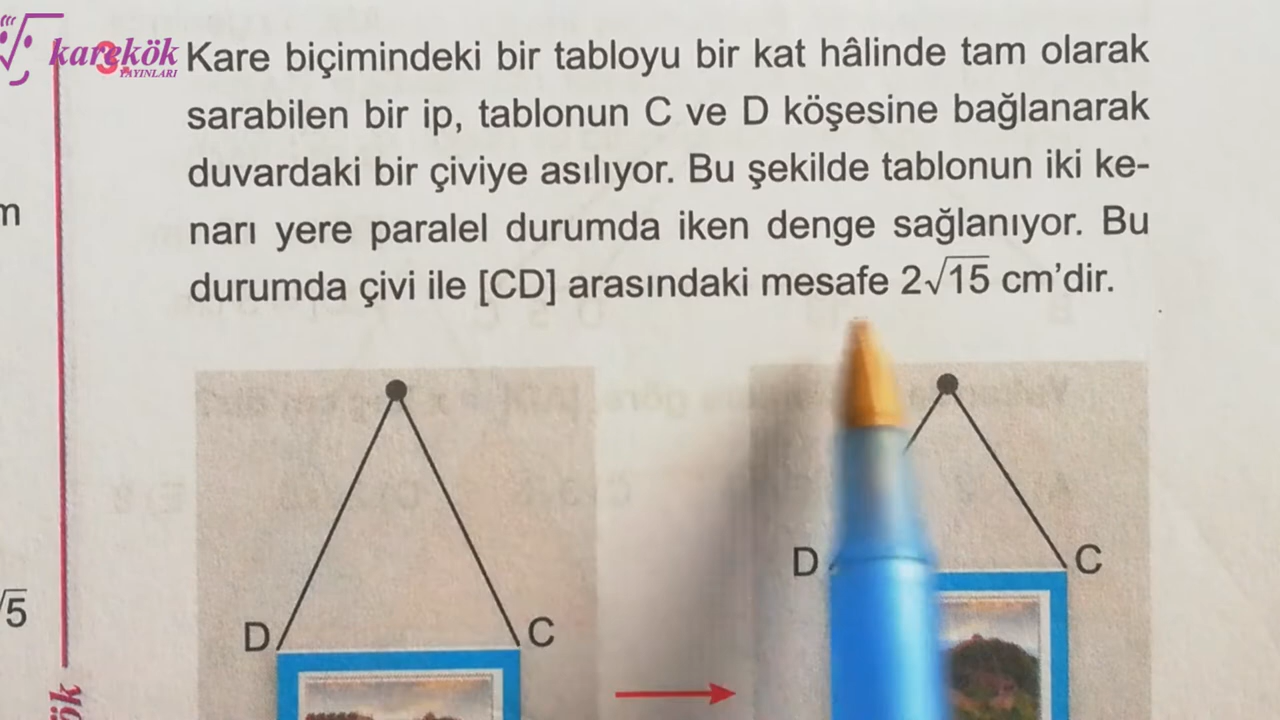 karekök
YAYINLARI
3. Kare biçimindeki bir tabloyu bir kat hâlinde tam olarak
sarabilen bir ip, tablonun C ve D köşesine bağlanarak
duvardaki bir çiviye asılıyor. Bu şekilde tablonun iki ke-
narı yere paralel durumda iken denge sağlanıyor. Bu
durumda çivi ile [CD] arasındaki mesafe 2√15 cm'dir.
m
√5
D C
D C
ök